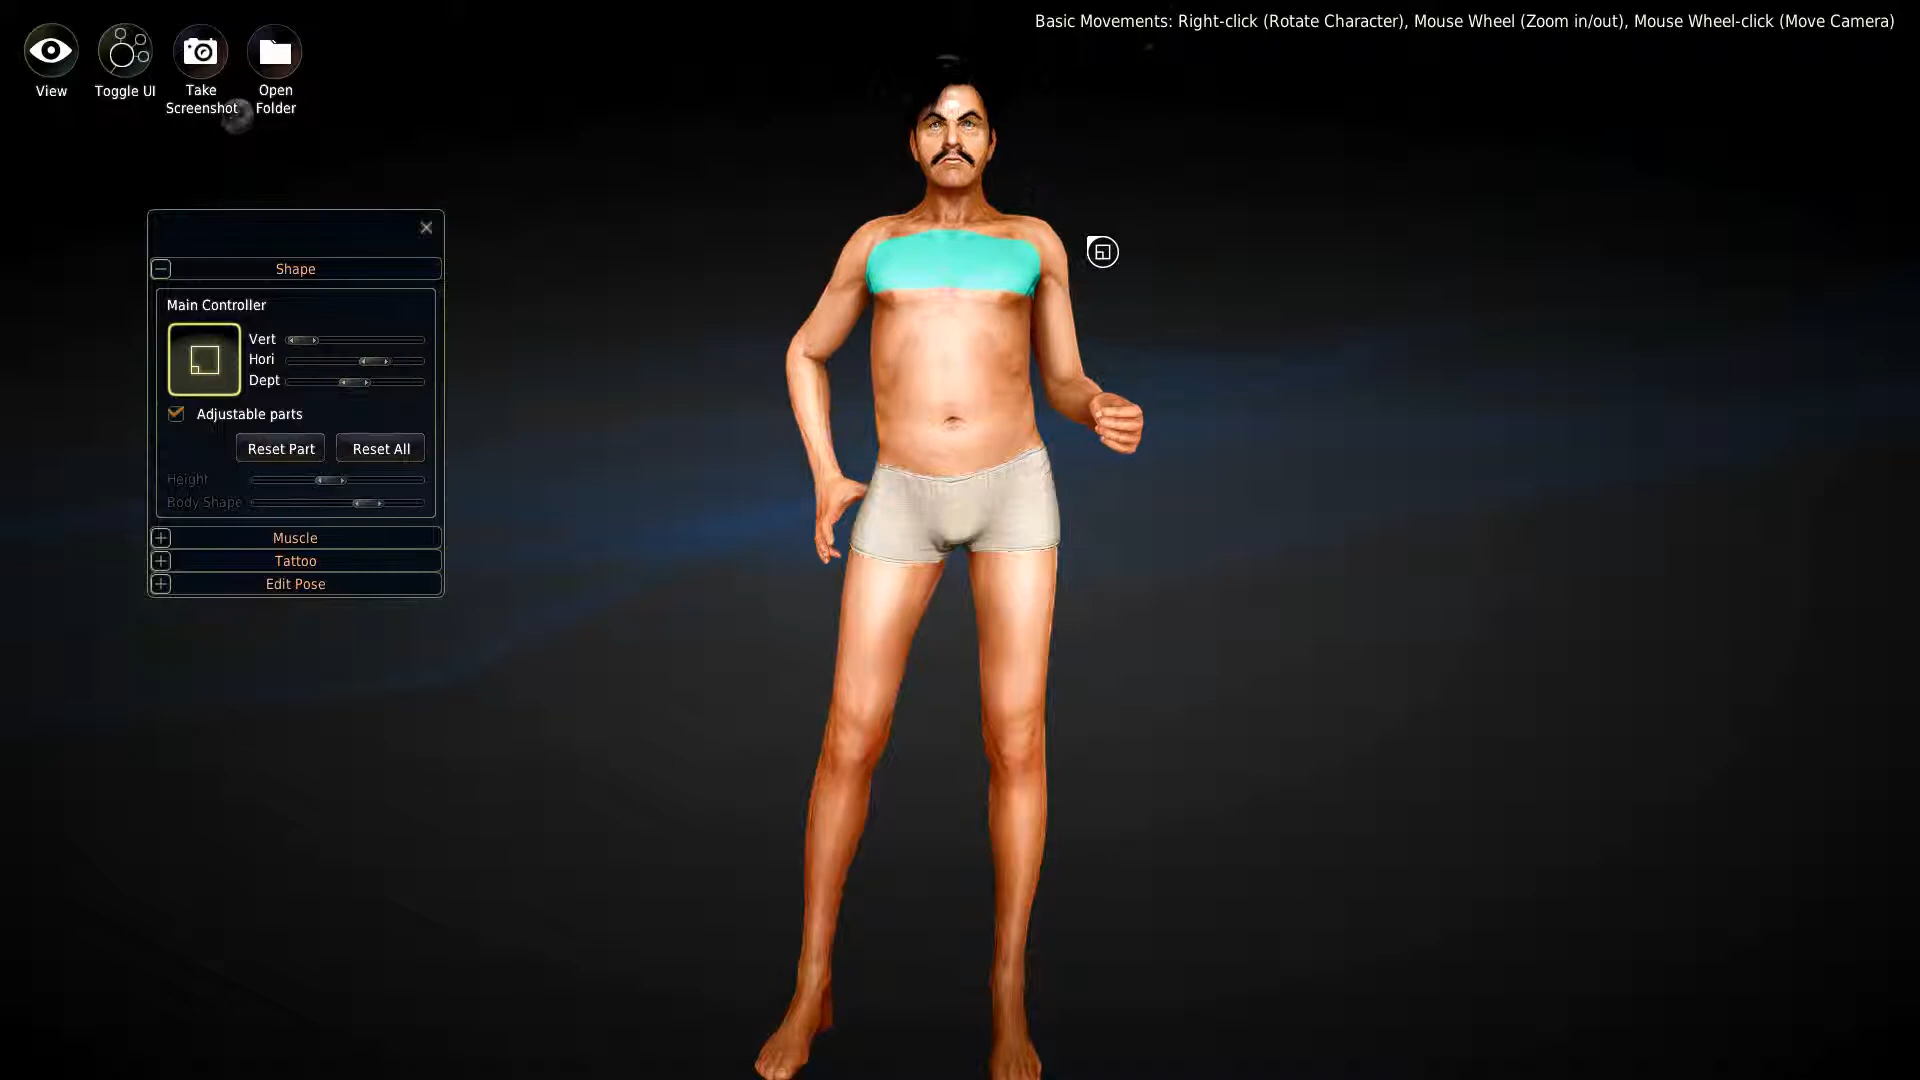 Basic Movements: Right-click (Rotate Character), Mouse Wheel (Zoom in/out), Mouse Wheel-click (Move Camera)
View
Toggle UI
Take
Screenshot
Open
Folder
Shape
Main Controller
Vert
Hori
Dept
Adjustable parts
Reset Part
Reset All
Height
Body Shape
Muscle
Tattoo
Edit Pose